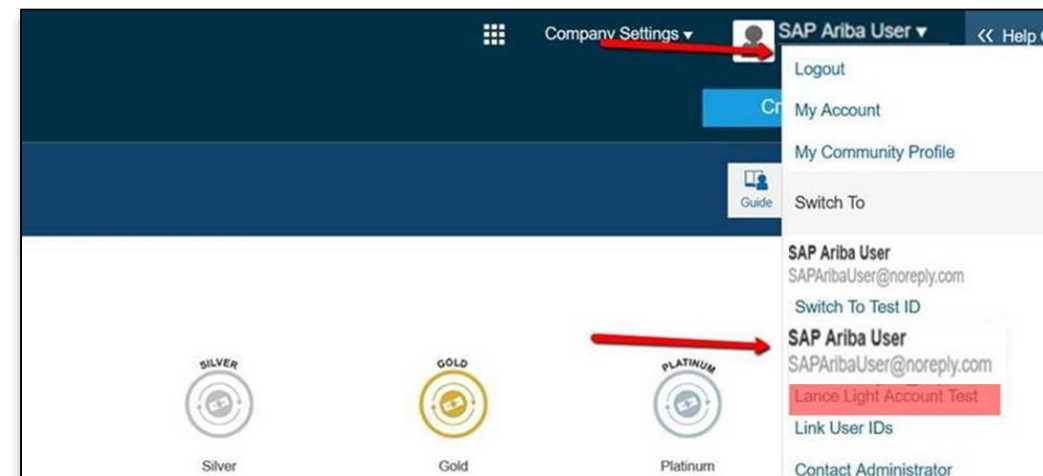 Company Settings ▾
SAP Ariba User ▾
<< Help
Logout
Cr
My Account
My Community Profile
Guide
Switch To
SAP Ariba User
SAPAribaUser@noreply.com
Switch To Test ID
SAP Ariba User
SAPAribaUser@noreply.com
Lance Light Account Test
Link User IDs
Contact Administrator
SILVER
GOLD
PLATINUM
Silver
Gold
Platinum